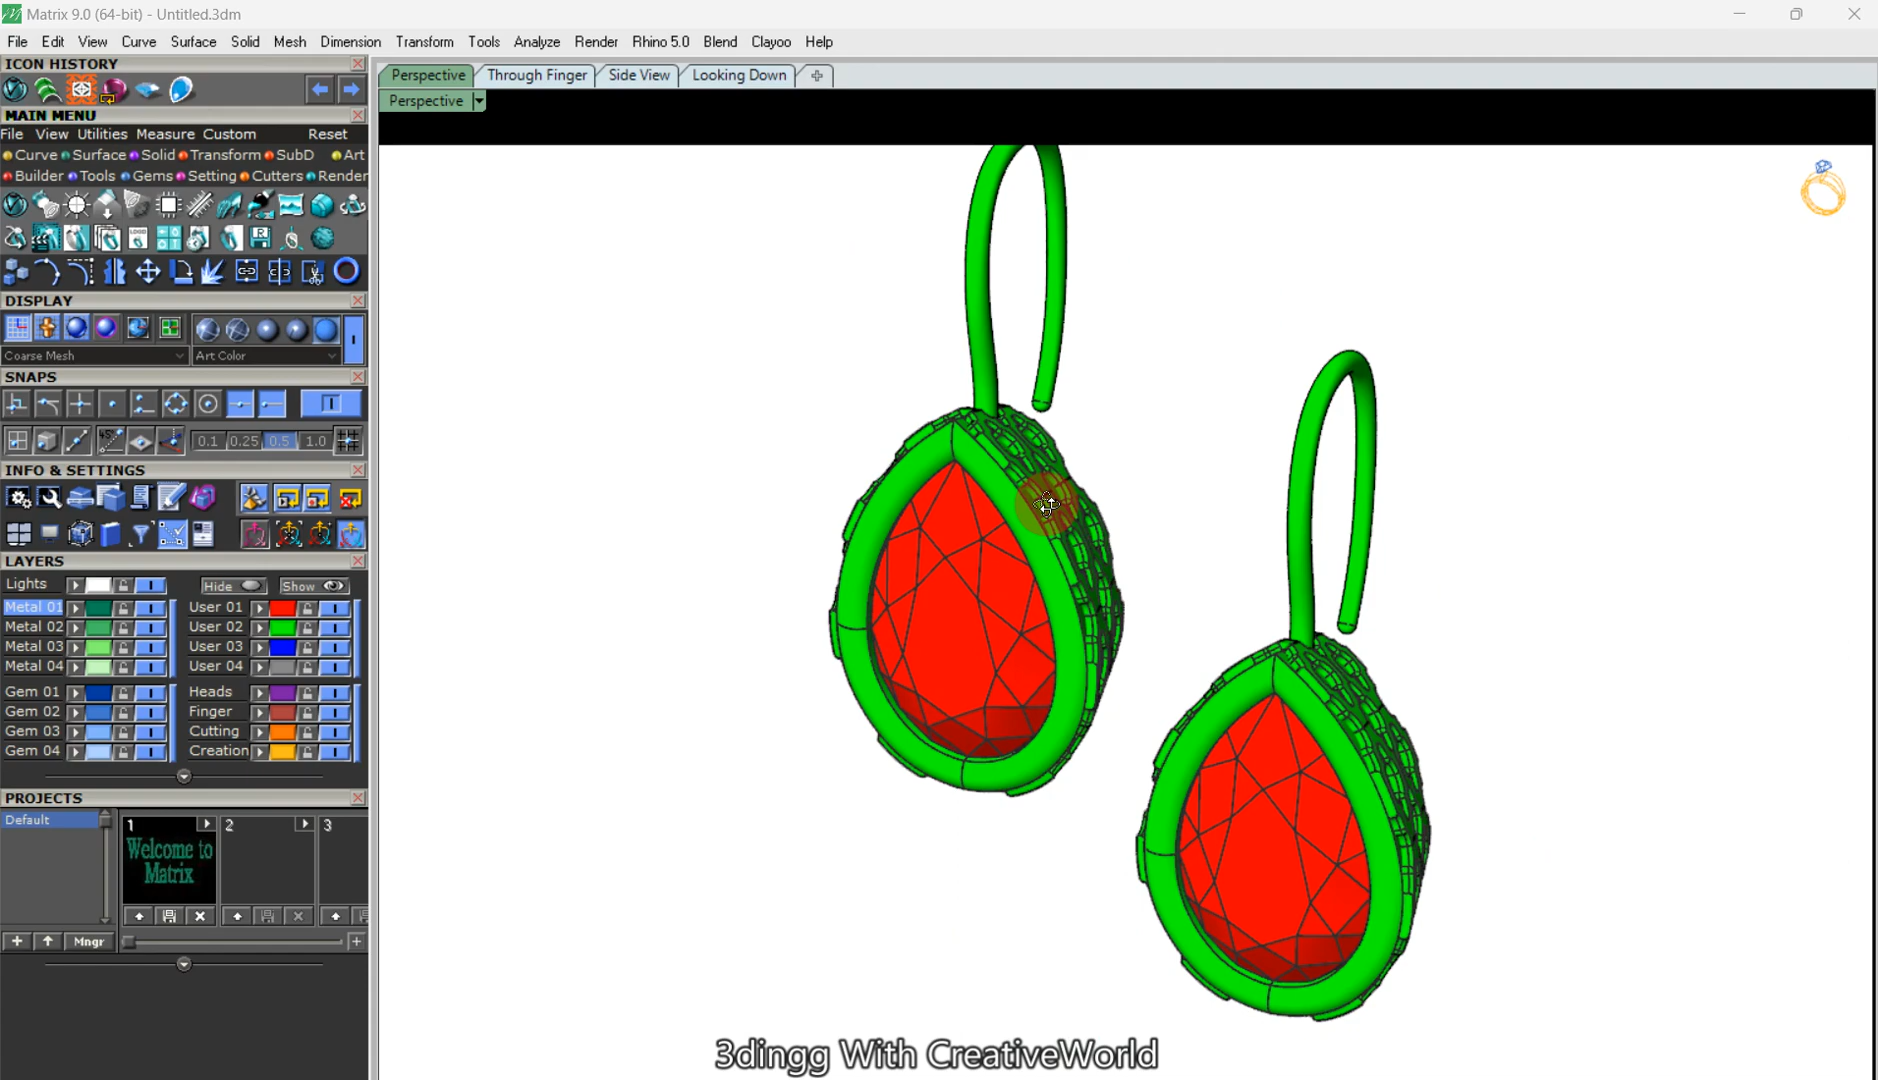 Matrix 9.0 (64-bit) - Untitled.3dm
File Edit View Curve Surface Solid Mesh Dimension Transform Tools Analyze Render Rhino 5.0 Blend Clayoo Help
ICON HISTORY
Perspective Through Finger Side View Looking Down
Perspective
MAIN MENU
File View Utilities Measure Custom Reset
Curve Surface Solid Transform SubD Art
Builder Tools Gems Setting Cutters Render
DISPLAY
Coarse Mesh Art Color
SNAPS
45° 0.1 0.25 0.5 1.0
INFO & SETTINGS
LAYERS
Lights Hide Show
Metal 01 User 01
Metal 02 User 02
Metal 03 User 03
Metal 04 User 04
Gem 01 Heads
Gem 02 Finger
Gem 03 Cutting
Gem 04 Creation
PROJECTS
Default 1 2 3
Welcome to
Matrix
Mngr
3dingg With CreativeWorld